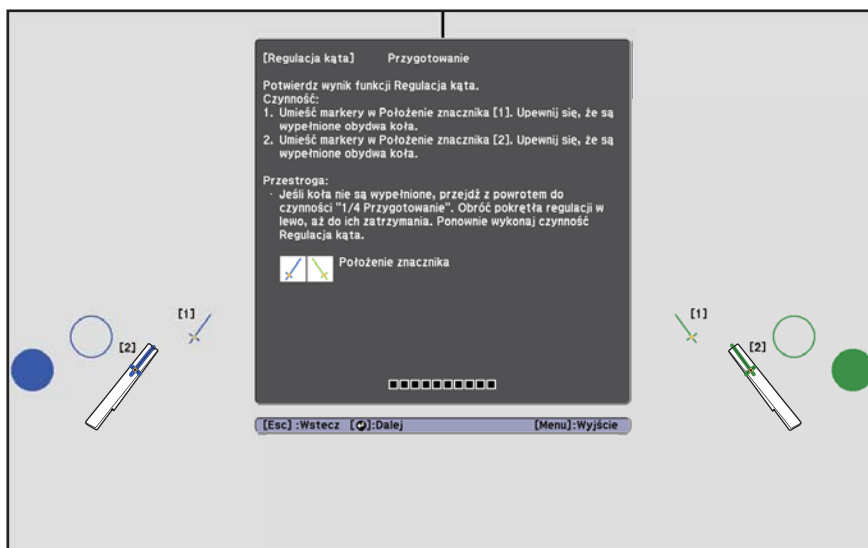 [Regulacja kąta] Przygotowanie
Potwierdz wynik funkcji Regulacja kąta.
Czynność:
1. Umieść markery w Położenie znacznika [1]. Upewnij się, że są
wypełnione obydwa koła.
2. Umieść markery w Położenie znacznika [2]. Upewnij się, że są
wypełnione obydwa koła.
Przestroga:
· Jeśli koła nie są wypełnione, przejdź z powrotem do
czynności "1/4 Przygotowanie". Obróć pokrętła regulacji w
lewo, aż do ich zatrzymania. Ponownie wykonaj czynność
Regulacja kąta.
Położenie znacznika
[1]
[2]
[1]
[2]
[Esc] :Wstecz [↵]:Dalej [Menu]:Wyjście